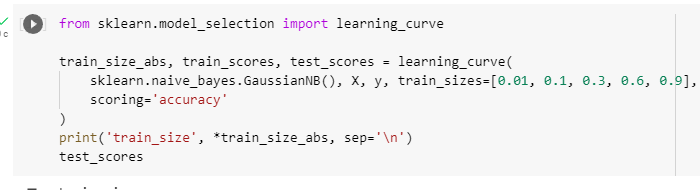 from sklearn.model_selection import learning_curve
train_size_abs, train_scores, test_scores = learning_curve(
sklearn.naive_bayes.GaussianNB(), X, y, train_sizes=[0.01, 0.1, 0.3, 0.6, 0.9],
scoring='accuracy'
)
print('train_size', *train_size_abs, sep='\n')
test_scores